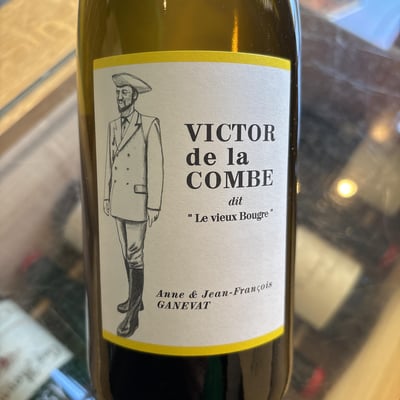 VICTOR
de la
COMBE
dit
" Le vieux Bougre "
Anne & Jean-François
GANEVAT